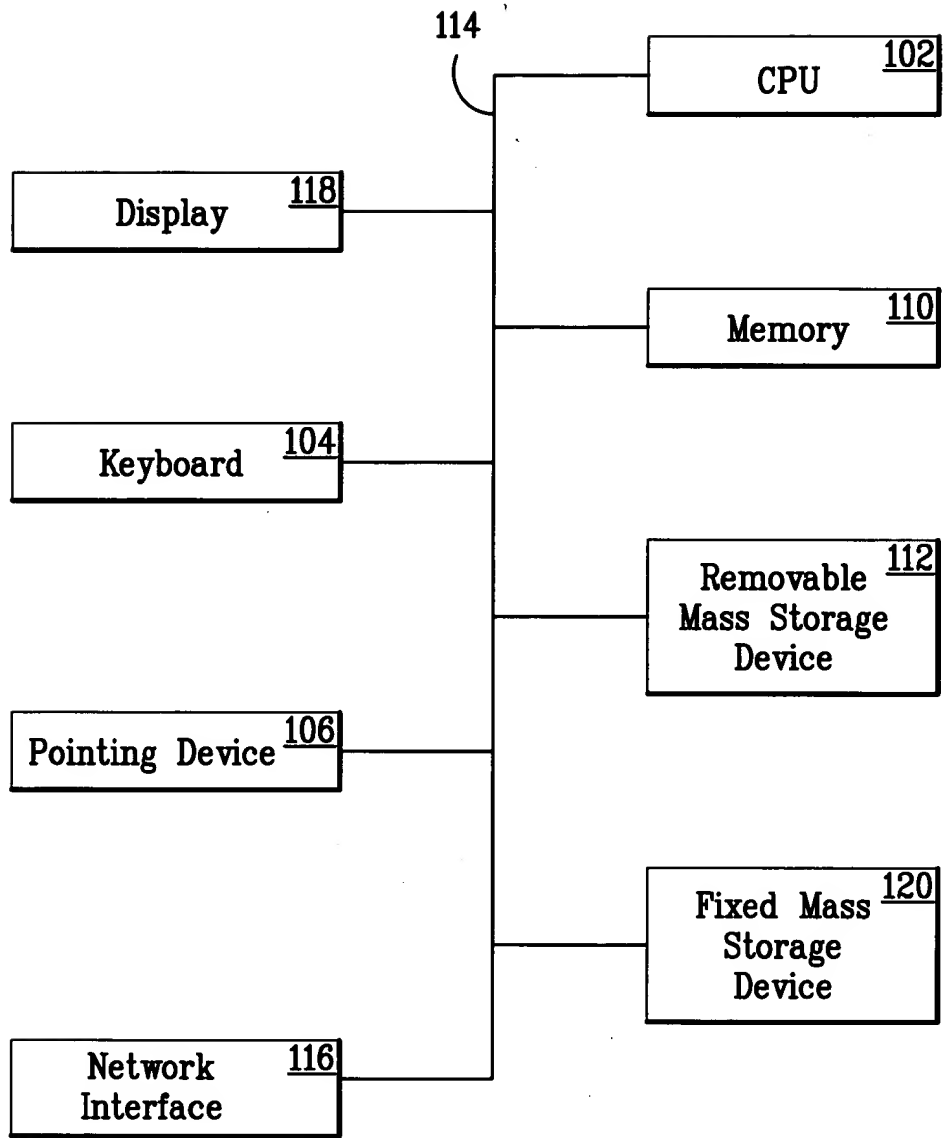 114
102
CPU
118
Display
110
Memory
104
Keyboard
112
Removable
Mass Storage
Device
106
Pointing Device
120
Fixed Mass
Storage
Device
116
Network
Interface